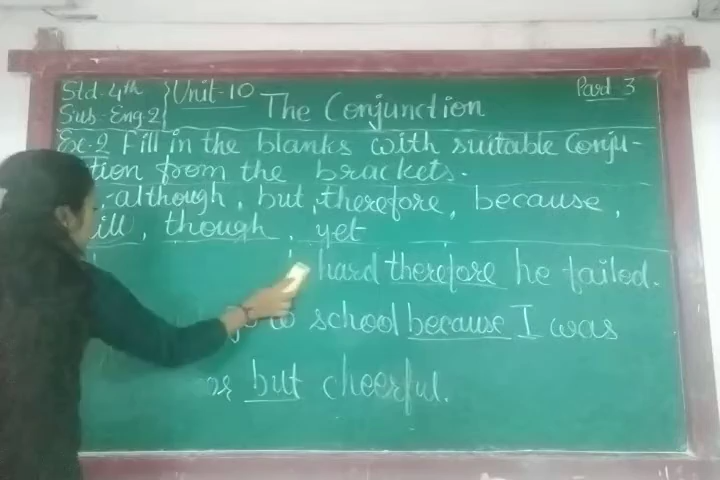 Std-4th Unit-10 The Conjunction Part 3
Sub-Eng-2
Ex-2 Fill in the blanks with suitable Conju-
tion from the brackets.
although, but, therefore, because,
ill, though, yet
hard therefore he failed.
to school because I was
but cheerful.